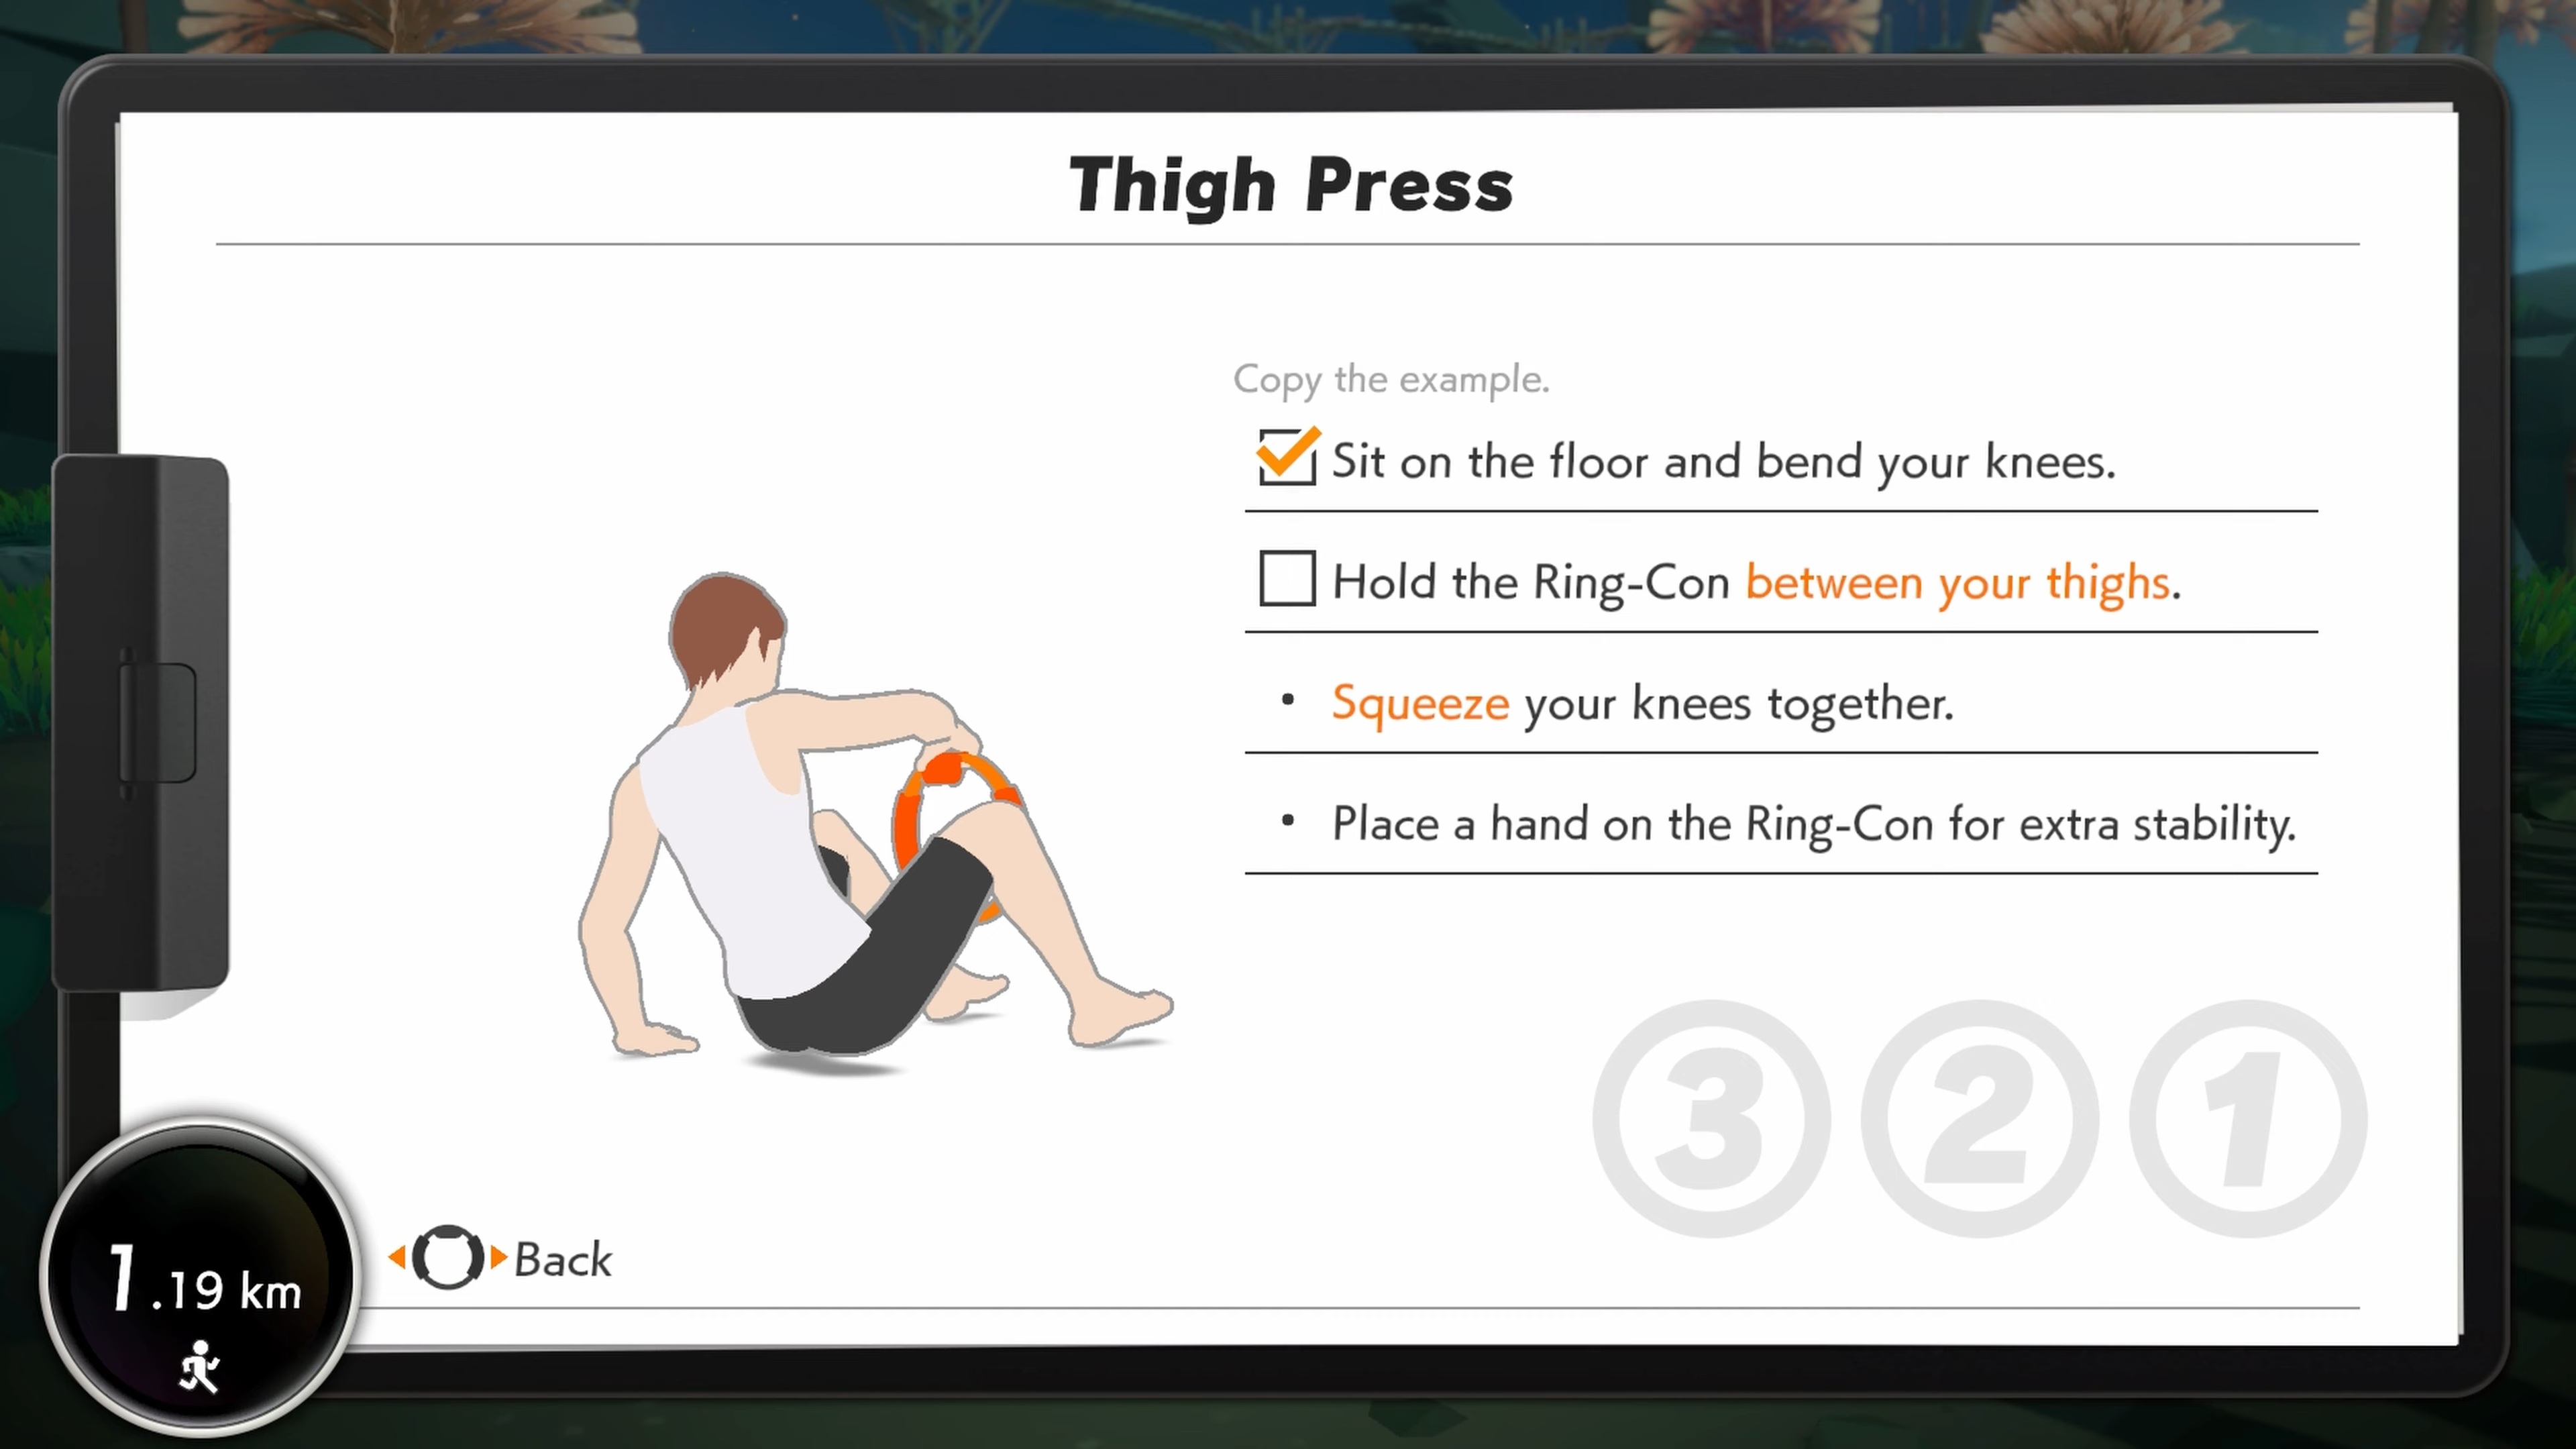 Thigh Press
Copy the example.
Sit on the floor and bend your knees.
Hold the Ring-Con between your thighs.
• Squeeze your knees together.
• Place a hand on the Ring-Con for extra stability.
3 2 1
Back
1.19 km